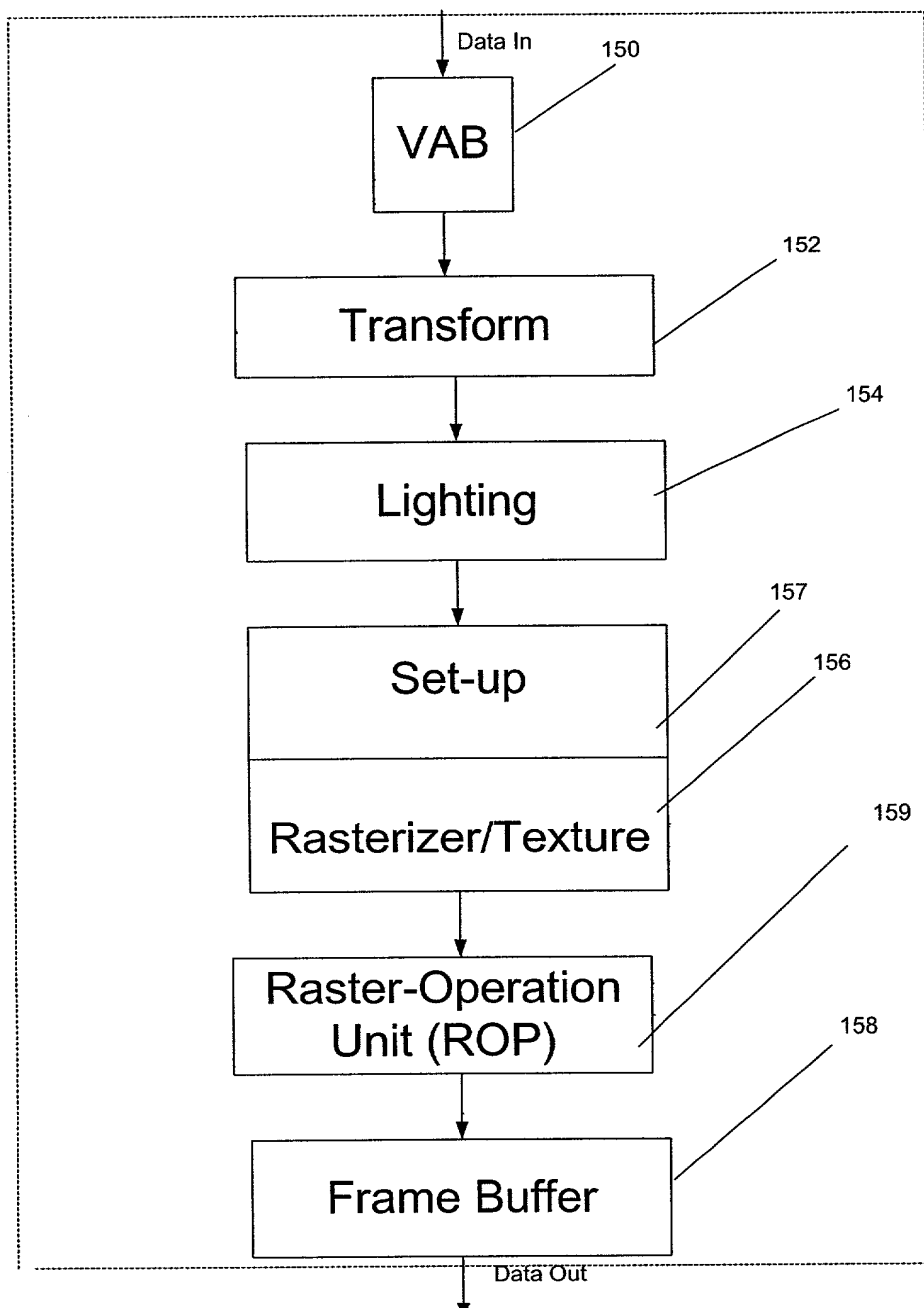 Data In
150
VAB
152
Transform
154
Lighting
157
Set-up
156
Rasterizer/Texture
159
Raster-Operation
Unit (ROP)
158
Frame Buffer
Data Out